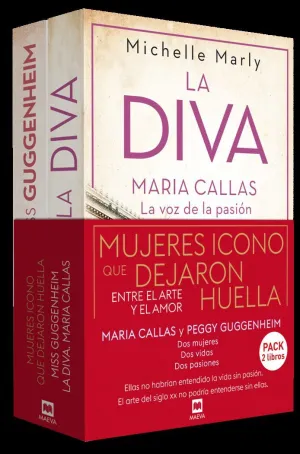 Michelle Marly
LA
DIVA
MARIA CALLAS
La voz de la pasión
MUJERES ICONO
QUE DEJARON
ENTRE EL ARTE
Y EL AMOR
HUELLA
MARIA CALLAS Y PEGGY GUGGENHEIM
Dos mujeres
Dos vidas
Dos pasiones
PACK
2 libros
Ellas no habrían entendido la vida sin pasión.
El arte del siglo XX no podría entenderse sin ellas.
MAEVA
MISS GUGGENHEIM
LA DIVA
MUJERES ICONO
QUE DEJARON HUELLA
MISS GUGGENHEIM
LA DIVA. MARIA CALLAS
MAEVA